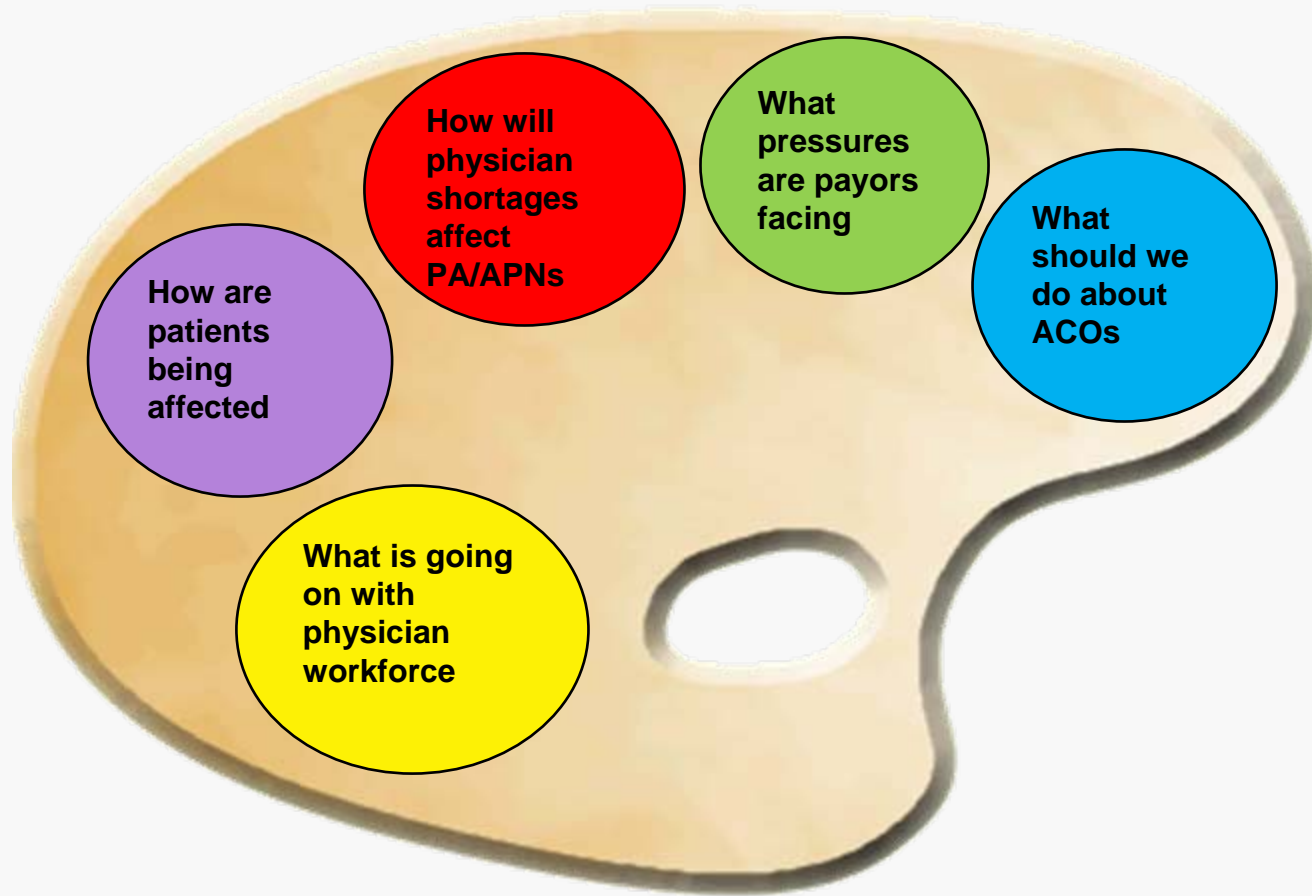 How will
physician
shortages
affect
PA/APNs
What
pressures
are payors
facing
What
should we
do about
ACOs
How are
patients
being
affected
What is going
on with
physician
workforce